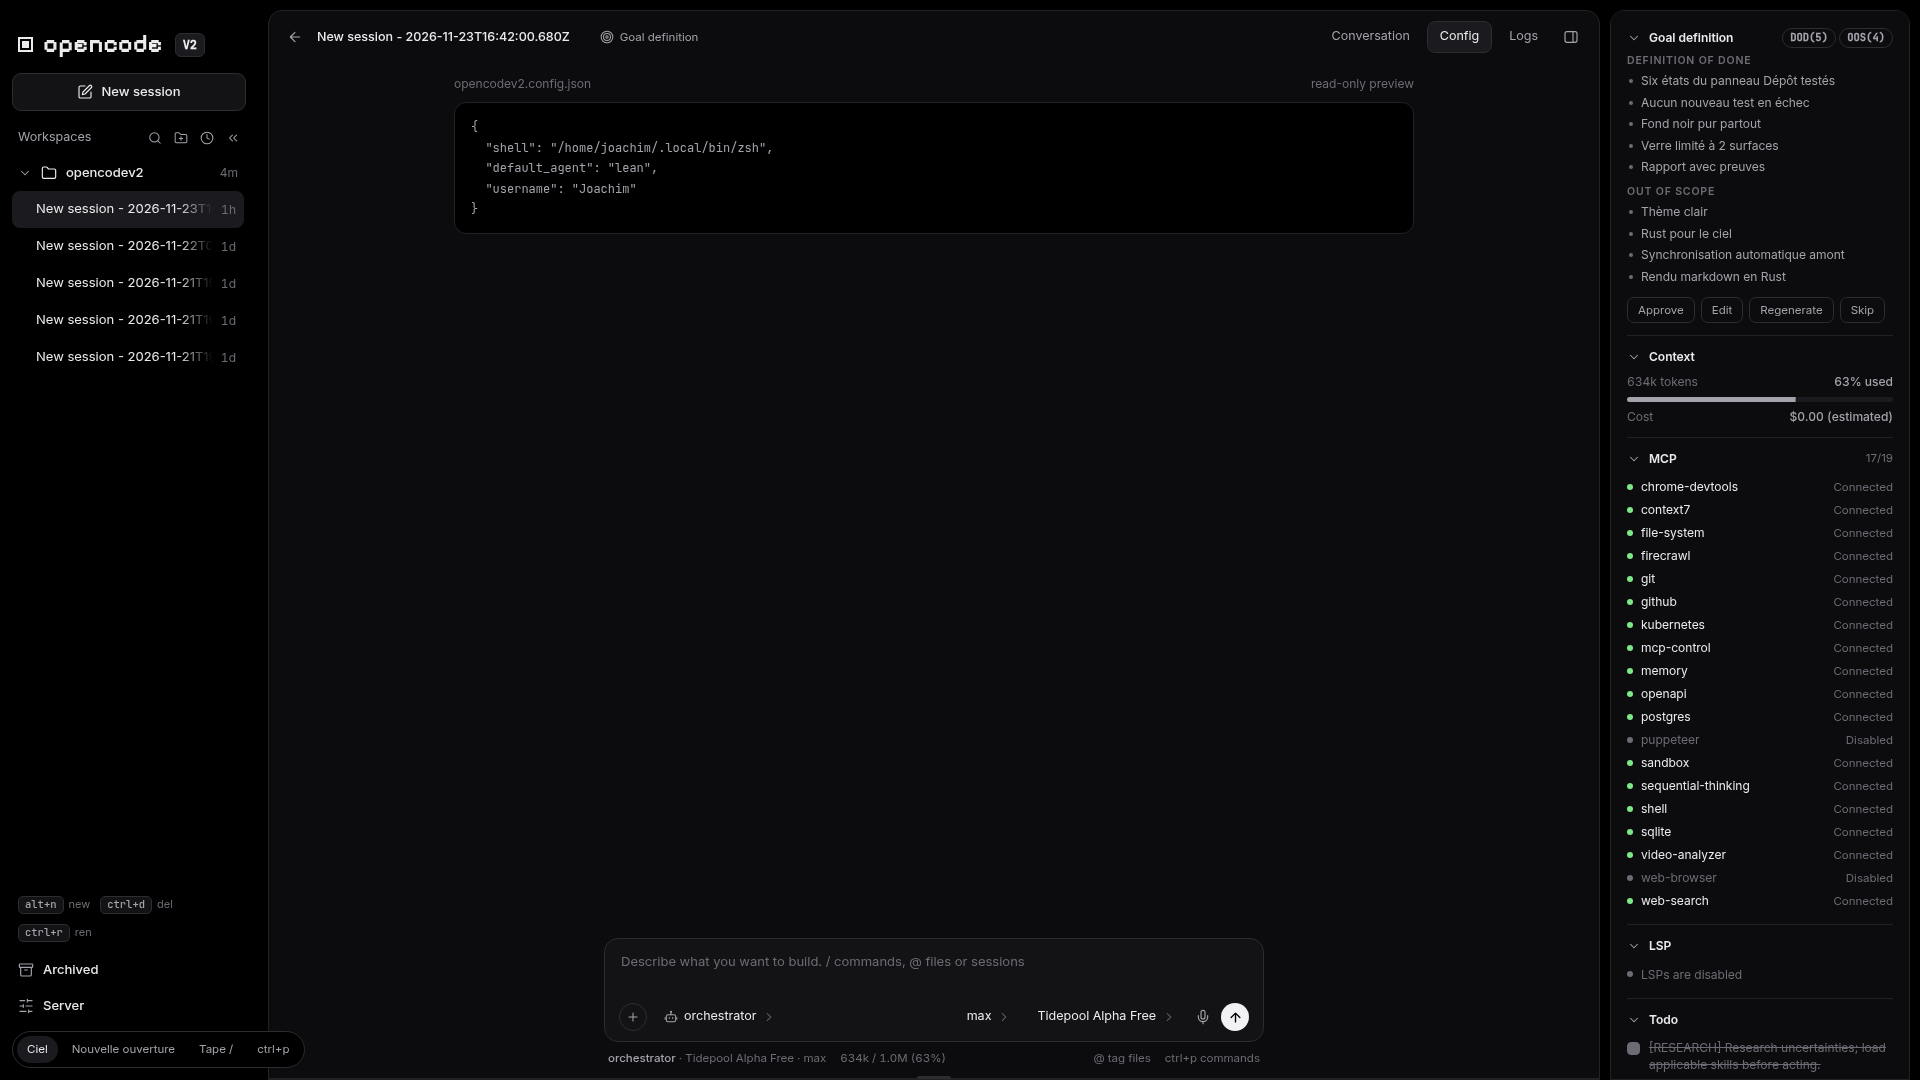 opencode V2
New session
Workspaces
opencodev2 4m
New session - 2026-11-23T1 1h
New session - 2026-11-22T 1d
New session - 2026-11-21T1 1d
New session - 2026-11-21T1 1d
New session - 2026-11-21T1 1d
alt+n new ctrl+d del
ctrl+r ren
Archived
Server
Ciel Nouvelle ouverture Tape / ctrl+p
New session - 2026-11-23T16:42:00.680Z Goal definition Conversation Config Logs
opencodev2.config.json read-only preview
{
"shell": "/home/joachim/.local/bin/zsh",
"default_agent": "lean",
"username": "Joachim"
}
Describe what you want to build. / commands, @ files or sessions
orchestrator max Tidepool Alpha Free
orchestrator · Tidepool Alpha Free · max 634k / 1.0M (63%) @ tag files ctrl+p commands
Goal definition DOD(5) OOS(4)
DEFINITION OF DONE
• Six états du panneau Dépôt testés
• Aucun nouveau test en échec
• Fond noir pur partout
• Verre limité à 2 surfaces
• Rapport avec preuves
OUT OF SCOPE
• Thème clair
• Rust pour le ciel
• Synchronisation automatique amont
• Rendu markdown en Rust
Approve Edit Regenerate Skip
Context
634k tokens 63% used
Cost $0.00 (estimated)
MCP 17/19
chrome-devtools Connected
context7 Connected
file-system Connected
firecrawl Connected
git Connected
github Connected
kubernetes Connected
mcp-control Connected
memory Connected
openapi Connected
postgres Connected
puppeteer Disabled
sandbox Connected
sequential-thinking Connected
shell Connected
sqlite Connected
video-analyzer Connected
web-browser Disabled
web-search Connected
LSP
LSPs are disabled
Todo
[RESEARCH] Research uncertainties; load
applicable skills before acting.